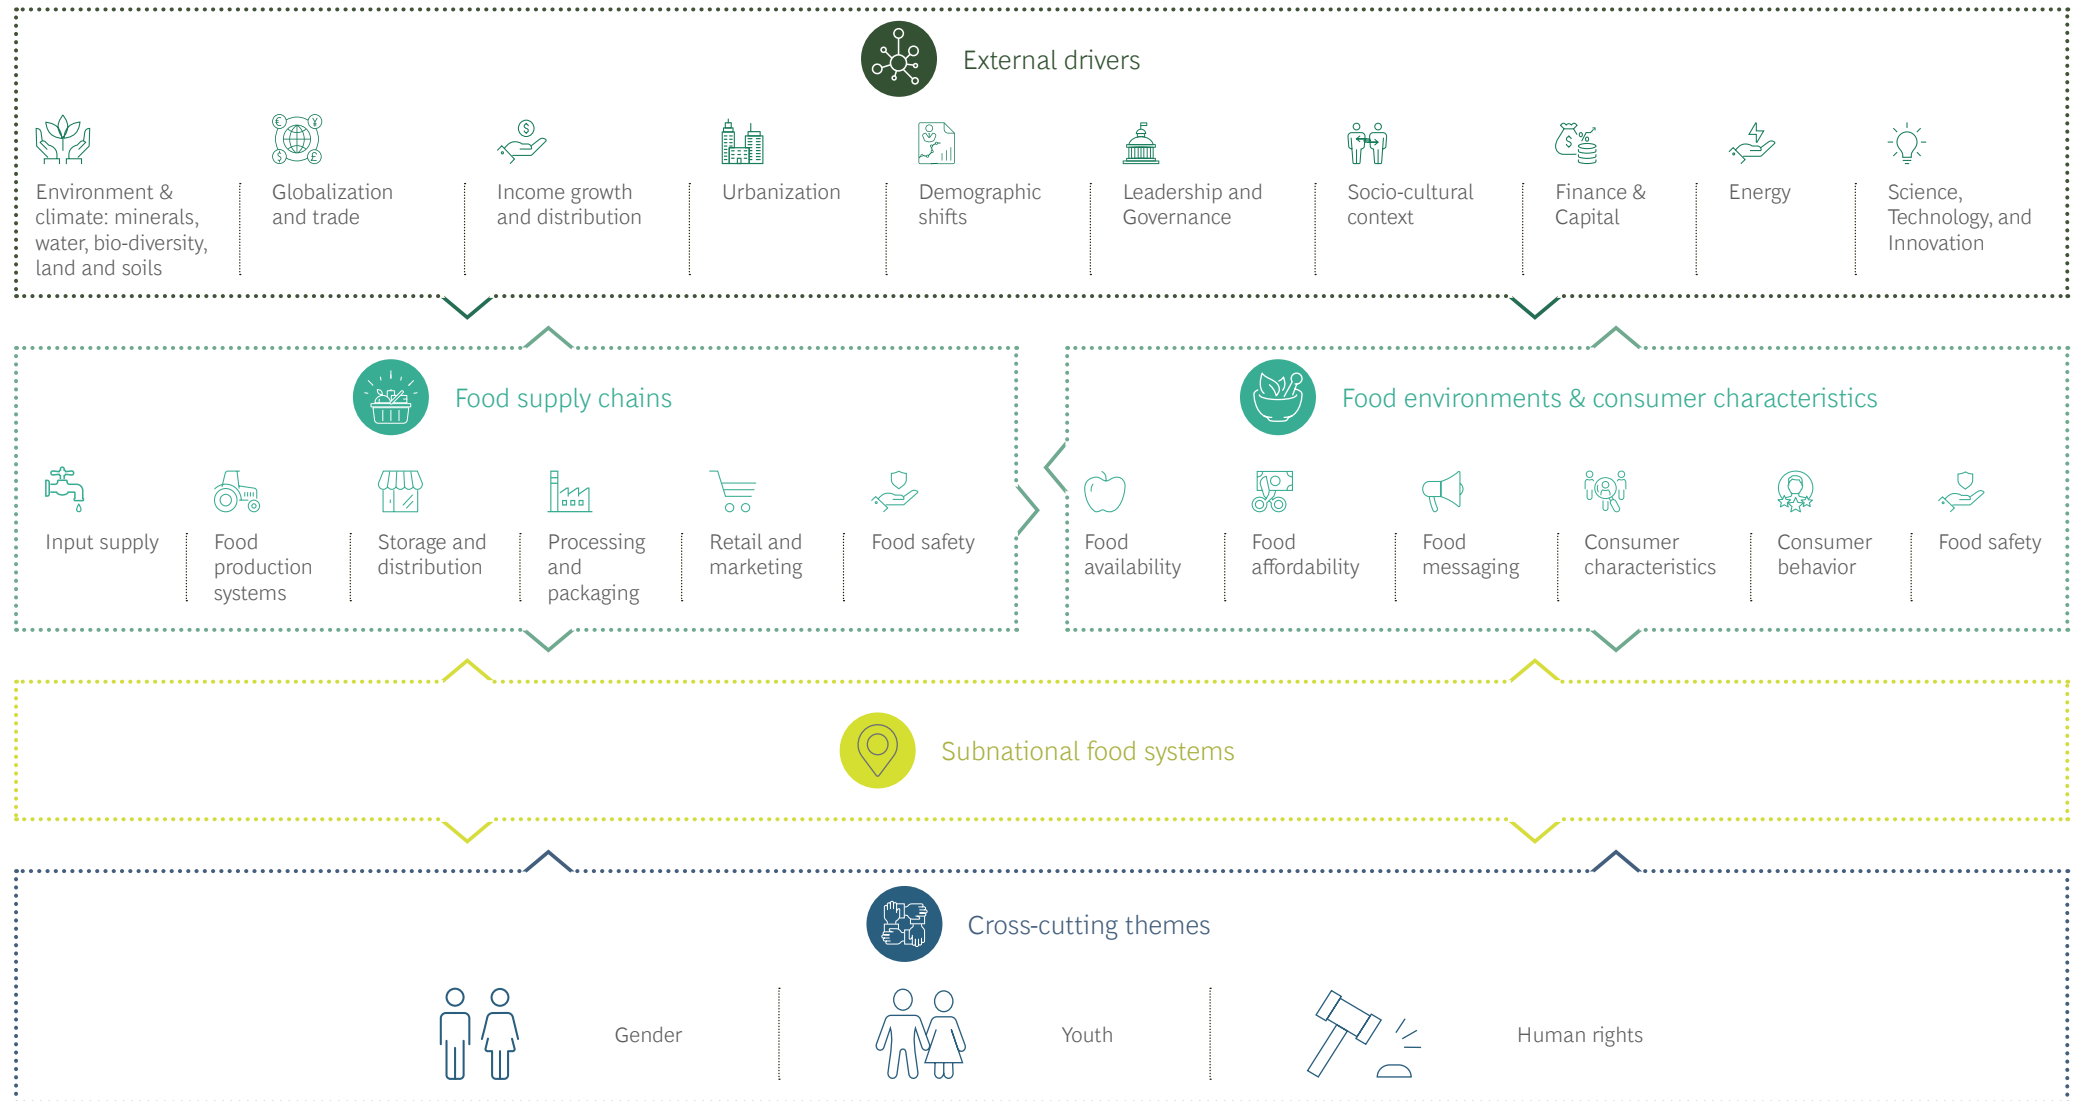 External drivers
Environment &
climate: minerals,
water, bio-diversity,
land and soils
Globalization
and trade
Income growth
and distribution
Urbanization
Demographic
shifts
Leadership and
Governance
Socio-cultural
context
Finance &
Capital
Energy
Science,
Technology, and
Innovation
Food supply chains
Input supply
Food
production
systems
Storage and
distribution
Processing
and
packaging
Retail and
marketing
Food safety
Food environments & consumer characteristics
Food
availability
Food
affordability
Food
messaging
Consumer
characteristics
Consumer
behavior
Food safety
Subnational food systems
Cross-cutting themes
Gender
Youth
Human rights